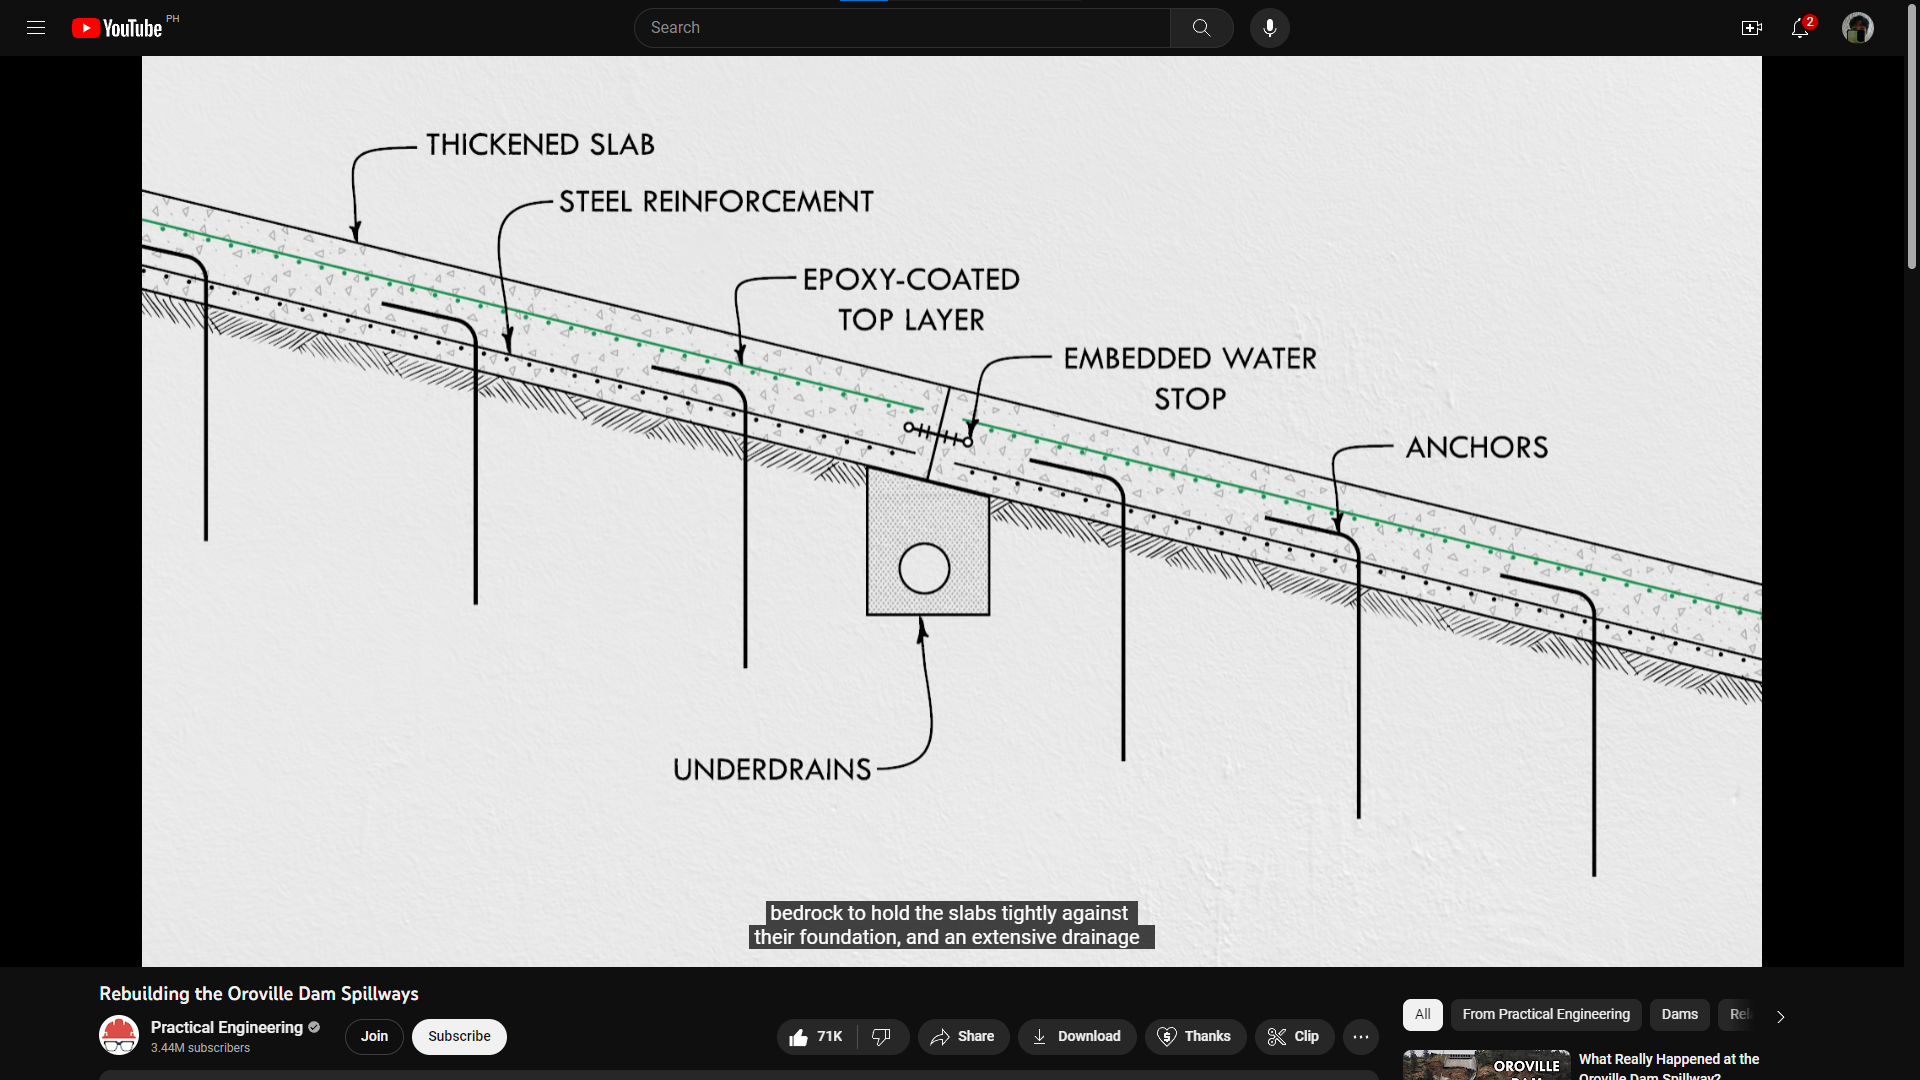 YouTube PH
Search
2
THICKENED SLAB
STEEL REINFORCEMENT
EPOXY-COATED
TOP LAYER
EMBEDDED WATER
STOP
ANCHORS
UNDERDRAINS
bedrock to hold the slabs tightly against
their foundation, and an extensive drainage
Rebuilding the Oroville Dam Spillways
Practical Engineering
3.44M subscribers
Join
Subscribe
71K
Share
Download
Thanks
Clip
All
From Practical Engineering
Dams
OROVILLE
What Really Happened at the
Oroville Dam Spillway?